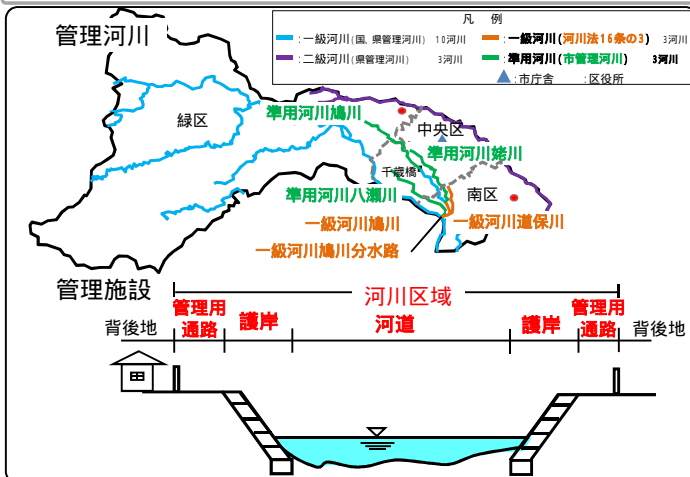 管理河川
凡 例
:一級河川(国、県管理河川) 10河川
:一級河川(河川法16条の3) 3河川
:二級河川(県管理河川) 3河川
:準用河川(市管理河川) 3河川
:市庁舎 :区役所
緑区
準用河川鳩川
中央区
準用河川姥川
千歳橋
準用河川八瀬川
南区
一級河川鳩川
一級河川道保川
一級河川鳩川分水路
管理施設
河川区域
背後地
管理用
通路
護岸
河道
護岸
管理用
通路
背後地